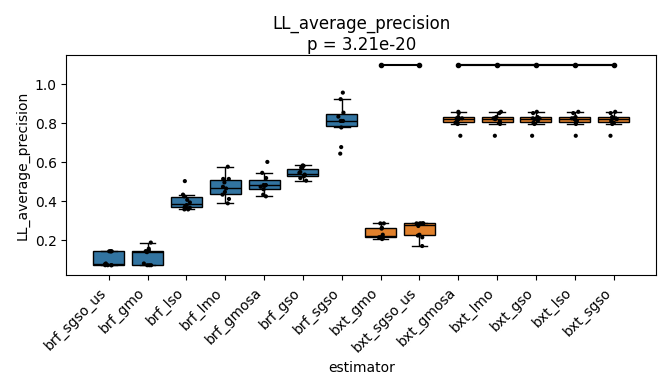 LL_average_precision
p = 3.21e-20
LL_average_precision
1.0
0.8
0.6
0.4
0.2
brf_sgso_us
brf_gmo
brf_lso
brf_lmo
brf_gmosa
brf_gso
brf_sgso
bxt_gmo
bxt_sgso_us
bxt_gmosa
bxt_lmo
bxt_gso
bxt_lso
bxt_sgso
estimator